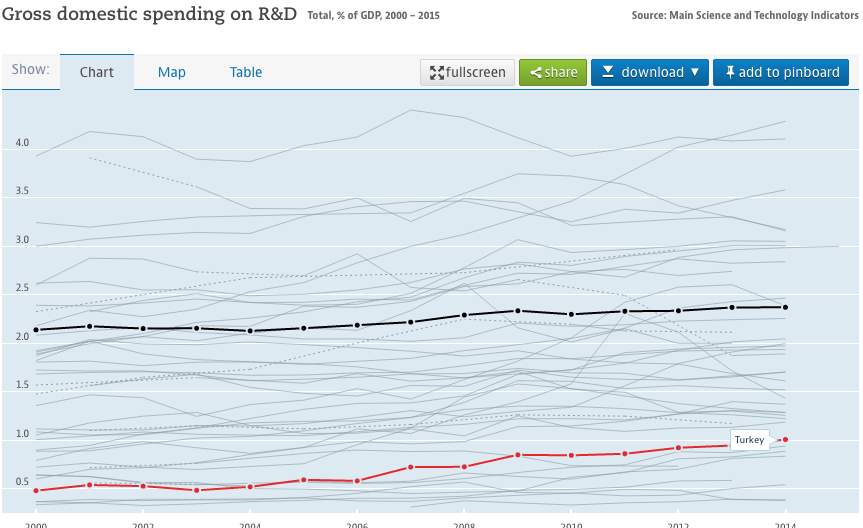 Gross domestic spending on R&D Total, % of GDP, 2000 – 2015 Source: Main Science and Technology Indicators
Show: Chart Map Table fullscreen share download ▼ add to pinboard
4.0
3.5
3.0
2.5
2.0
1.5
1.0
Turkey
0.5
2000 2002 2004 2006 2008 2010 2012 2014